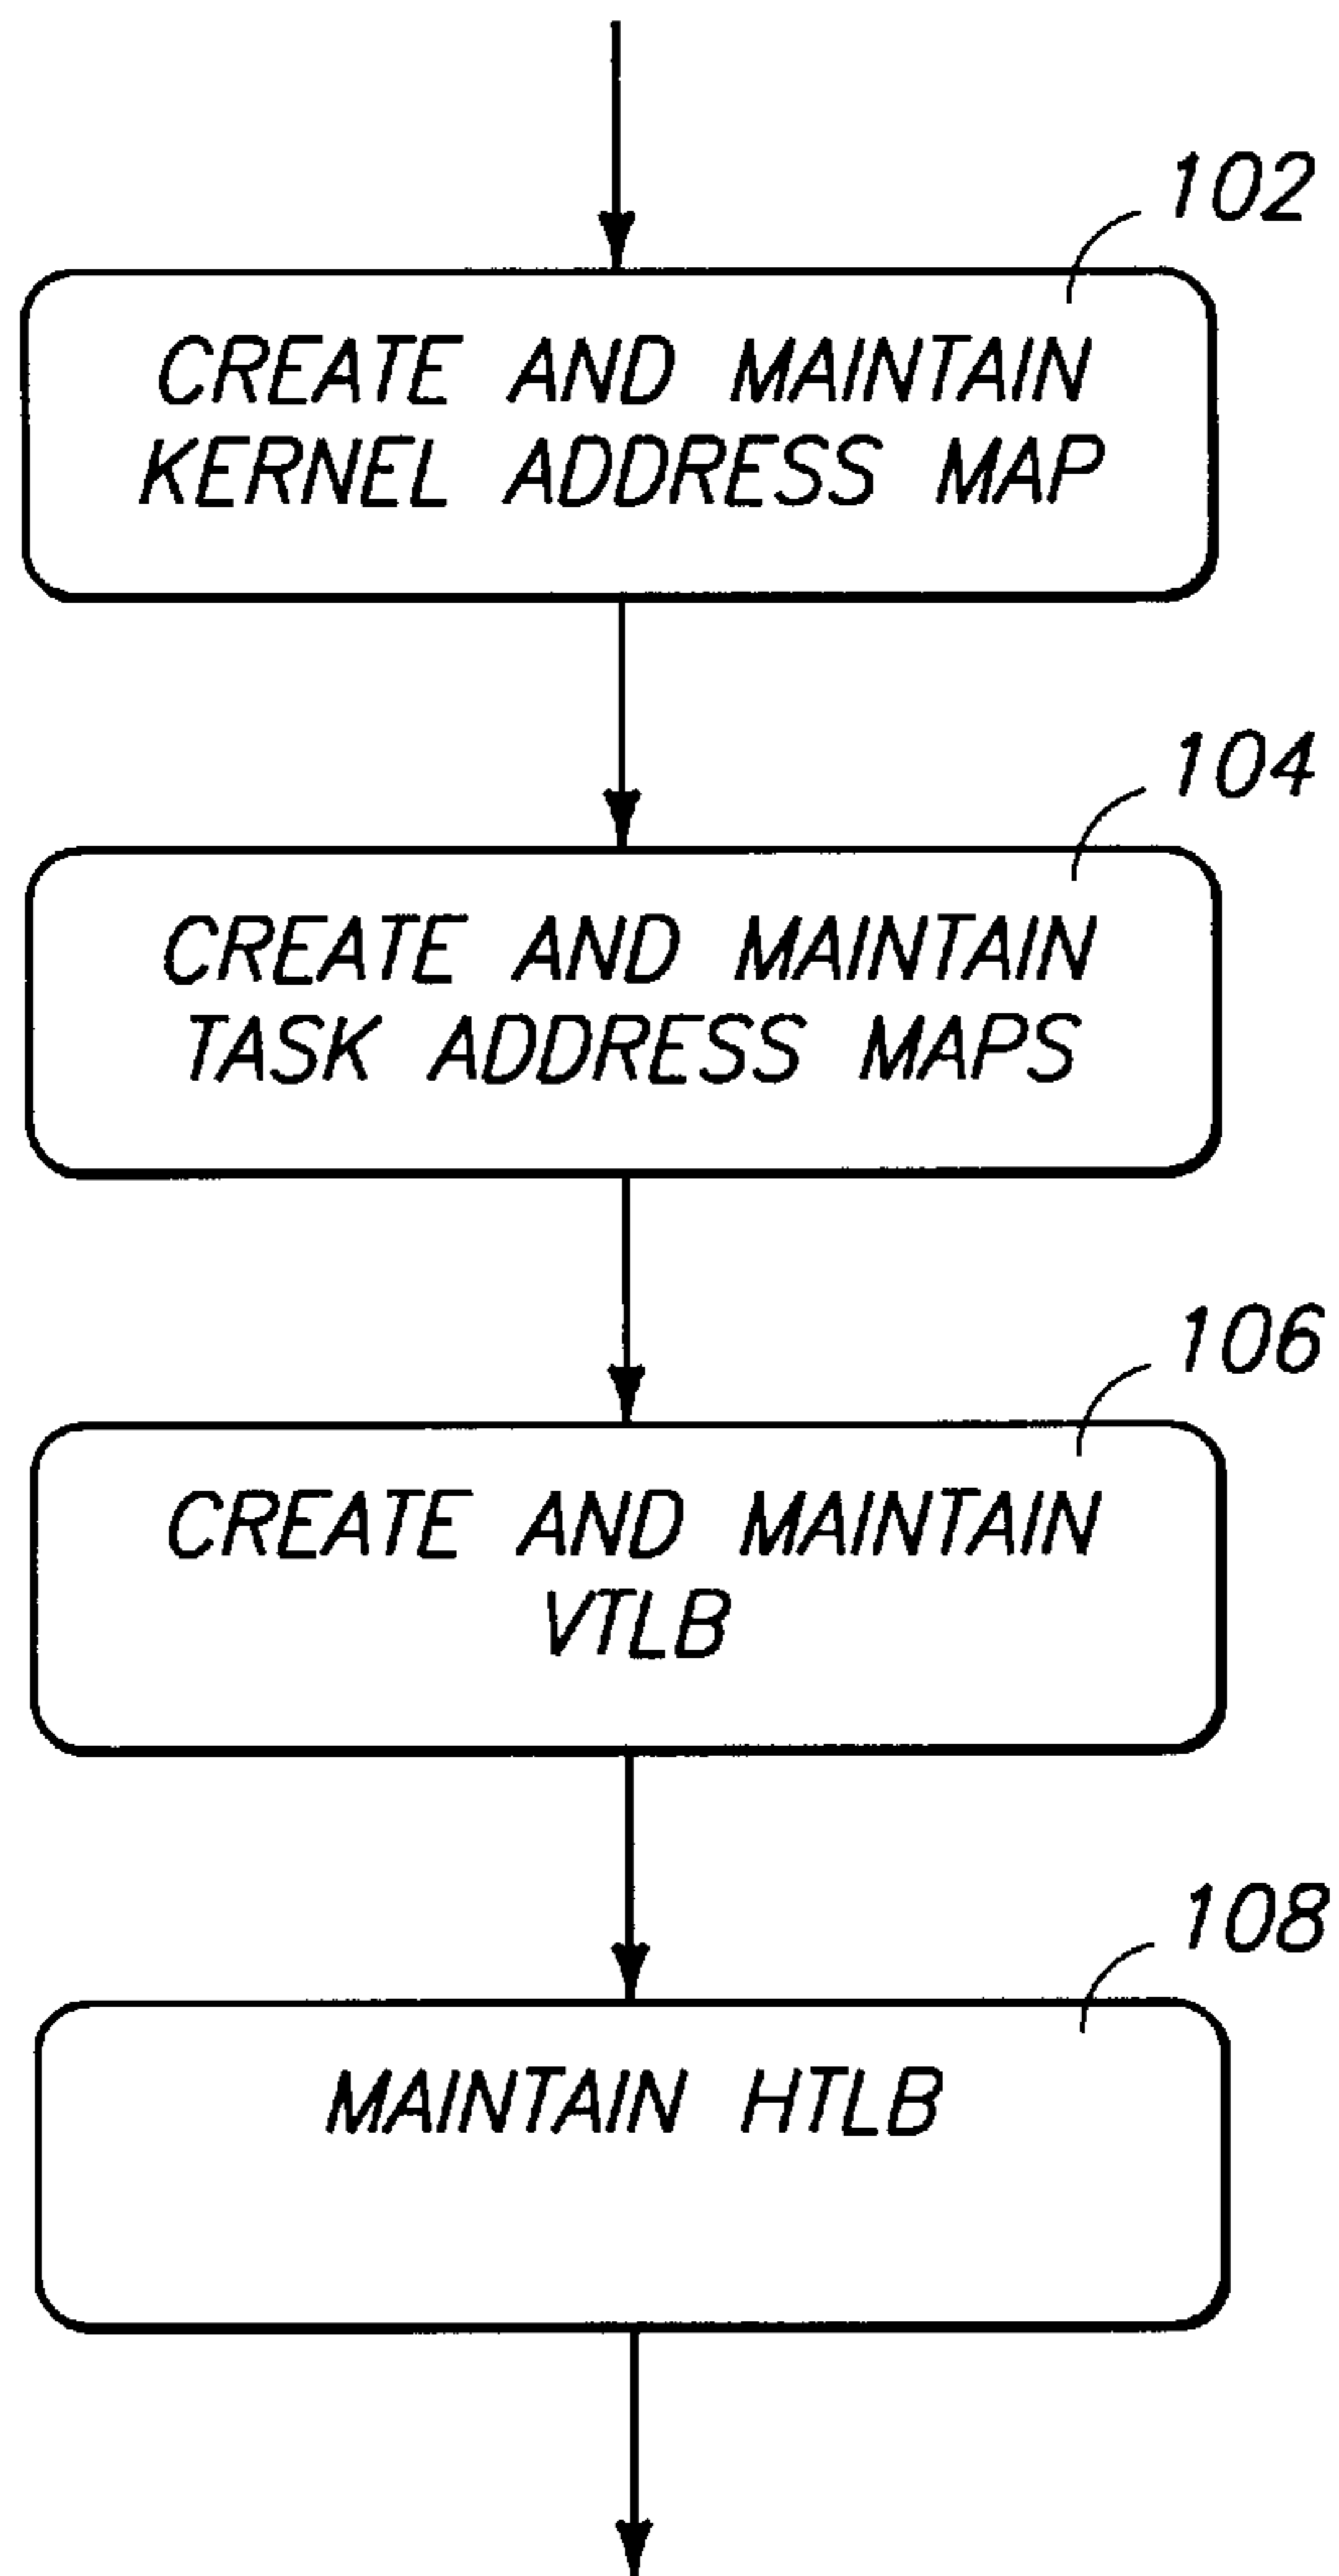 102
CREATE AND MAINTAIN
KERNEL ADDRESS MAP
104
CREATE AND MAINTAIN
TASK ADDRESS MAPS
106
CREATE AND MAINTAIN
VTLB
108
MAINTAIN HTLB